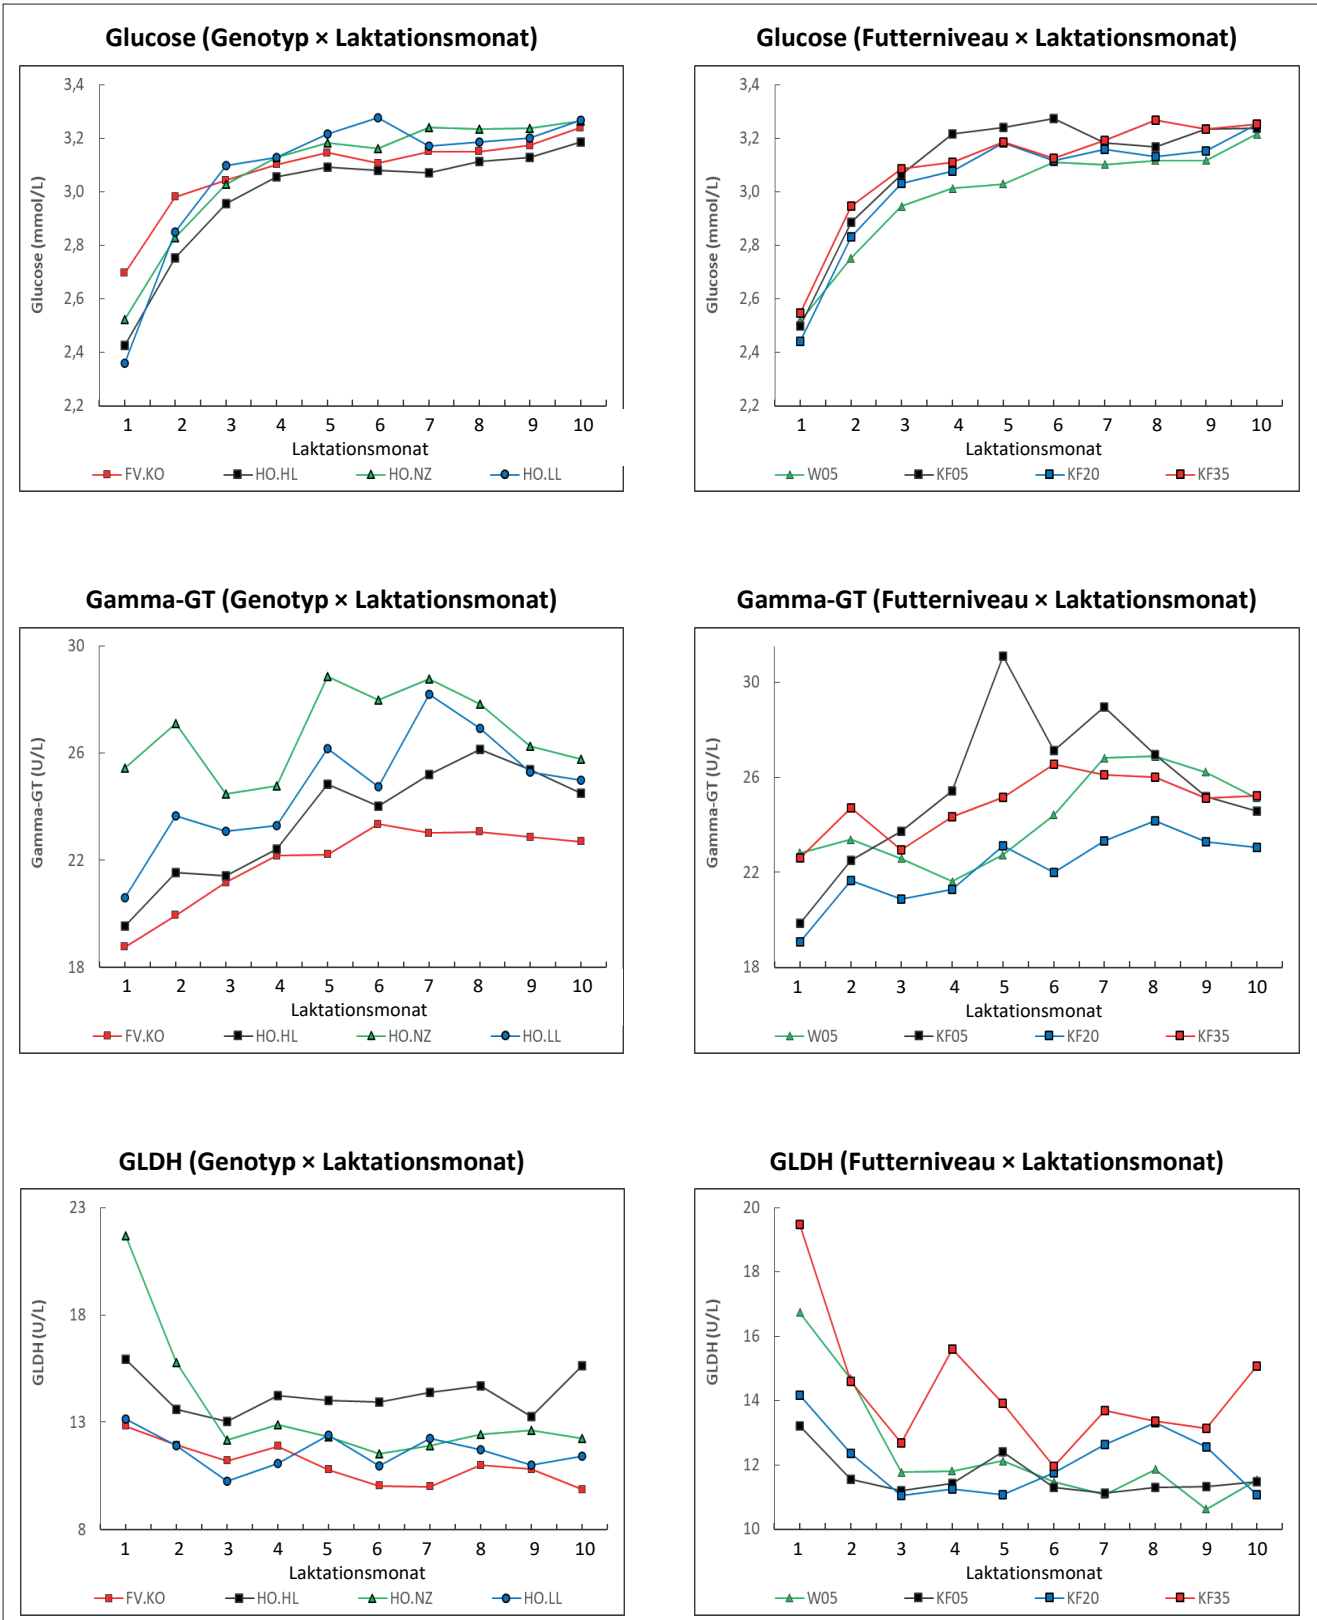 Glucose (Genotyp × Laktationsmonat)
Glucose (mmol/L)
3,4
3,2
3,0
2,8
2,6
2,4
2,2
1 2 3 4 5 6 7 8 9 10
Laktationsmonat
FV.KO HO.HL HO.NZ HO.LL
Glucose (Futterniveau × Laktationsmonat)
Glucose (mmol/L)
3,4
3,2
3,0
2,8
2,6
2,4
2,2
1 2 3 4 5 6 7 8 9 10
Laktationsmonat
W05 KF05 KF20 KF35
Gamma-GT (Genotyp × Laktationsmonat)
Gamma-GT (U/L)
30
26
22
18
1 2 3 4 5 6 7 8 9 10
Laktationsmonat
FV.KO HO.HL HO.NZ HO.LL
Gamma-GT (Futterniveau × Laktationsmonat)
Gamma-GT (U/L)
30
26
22
18
1 2 3 4 5 6 7 8 9 10
Laktationsmonat
W05 KF05 KF20 KF35
GLDH (Genotyp × Laktationsmonat)
GLDH (U/L)
23
18
13
8
1 2 3 4 5 6 7 8 9 10
Laktationsmonat
FV.KO HO.HL HO.NZ HO.LL
GLDH (Futterniveau × Laktationsmonat)
GLDH (U/L)
20
18
16
14
12
10
1 2 3 4 5 6 7 8 9 10
Laktationsmonat
W05 KF05 KF20 KF35